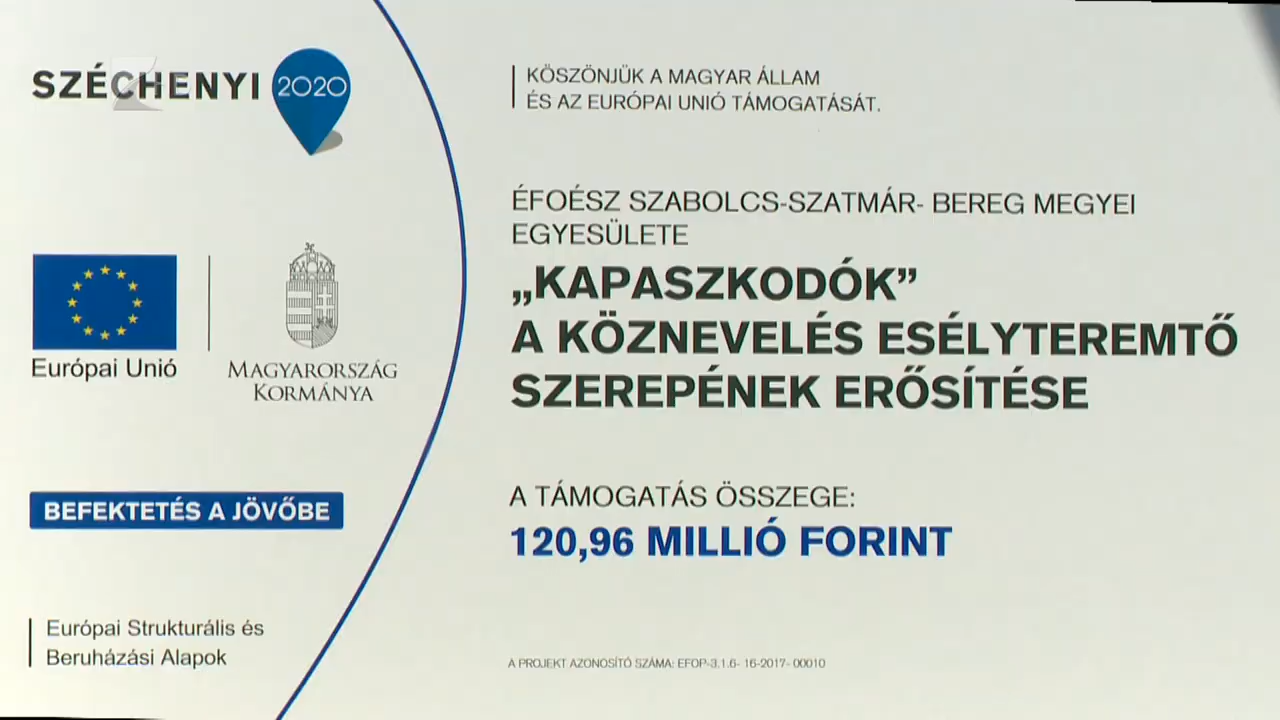 SZÉCHENYI 2020
KÖSZÖNJÜK A MAGYAR ÁLLAM
ÉS AZ EURÓPAI UNIÓ TÁMOGATÁSÁT.
ÉFOÉSZ SZABOLCS-SZATMÁR- BEREG MEGYEI
EGYESÜLETE
„KAPASZKODÓK”
A KÖZNEVELÉS ESÉLYTEREMTŐ
SZEREPÉNEK ERŐSÍTÉSE
Európai Unió
MAGYARORSZÁG
KORMÁNYA
A TÁMOGATÁS ÖSSZEGE:
120,96 MILLIÓ FORINT
BEFEKTETÉS A JÖVŐBE
Európai Strukturális és
Beruházási Alapok
A PROJEKT AZONOSÍTÓ SZÁMA: EFOP-3.1.6- 16-2017- 00010